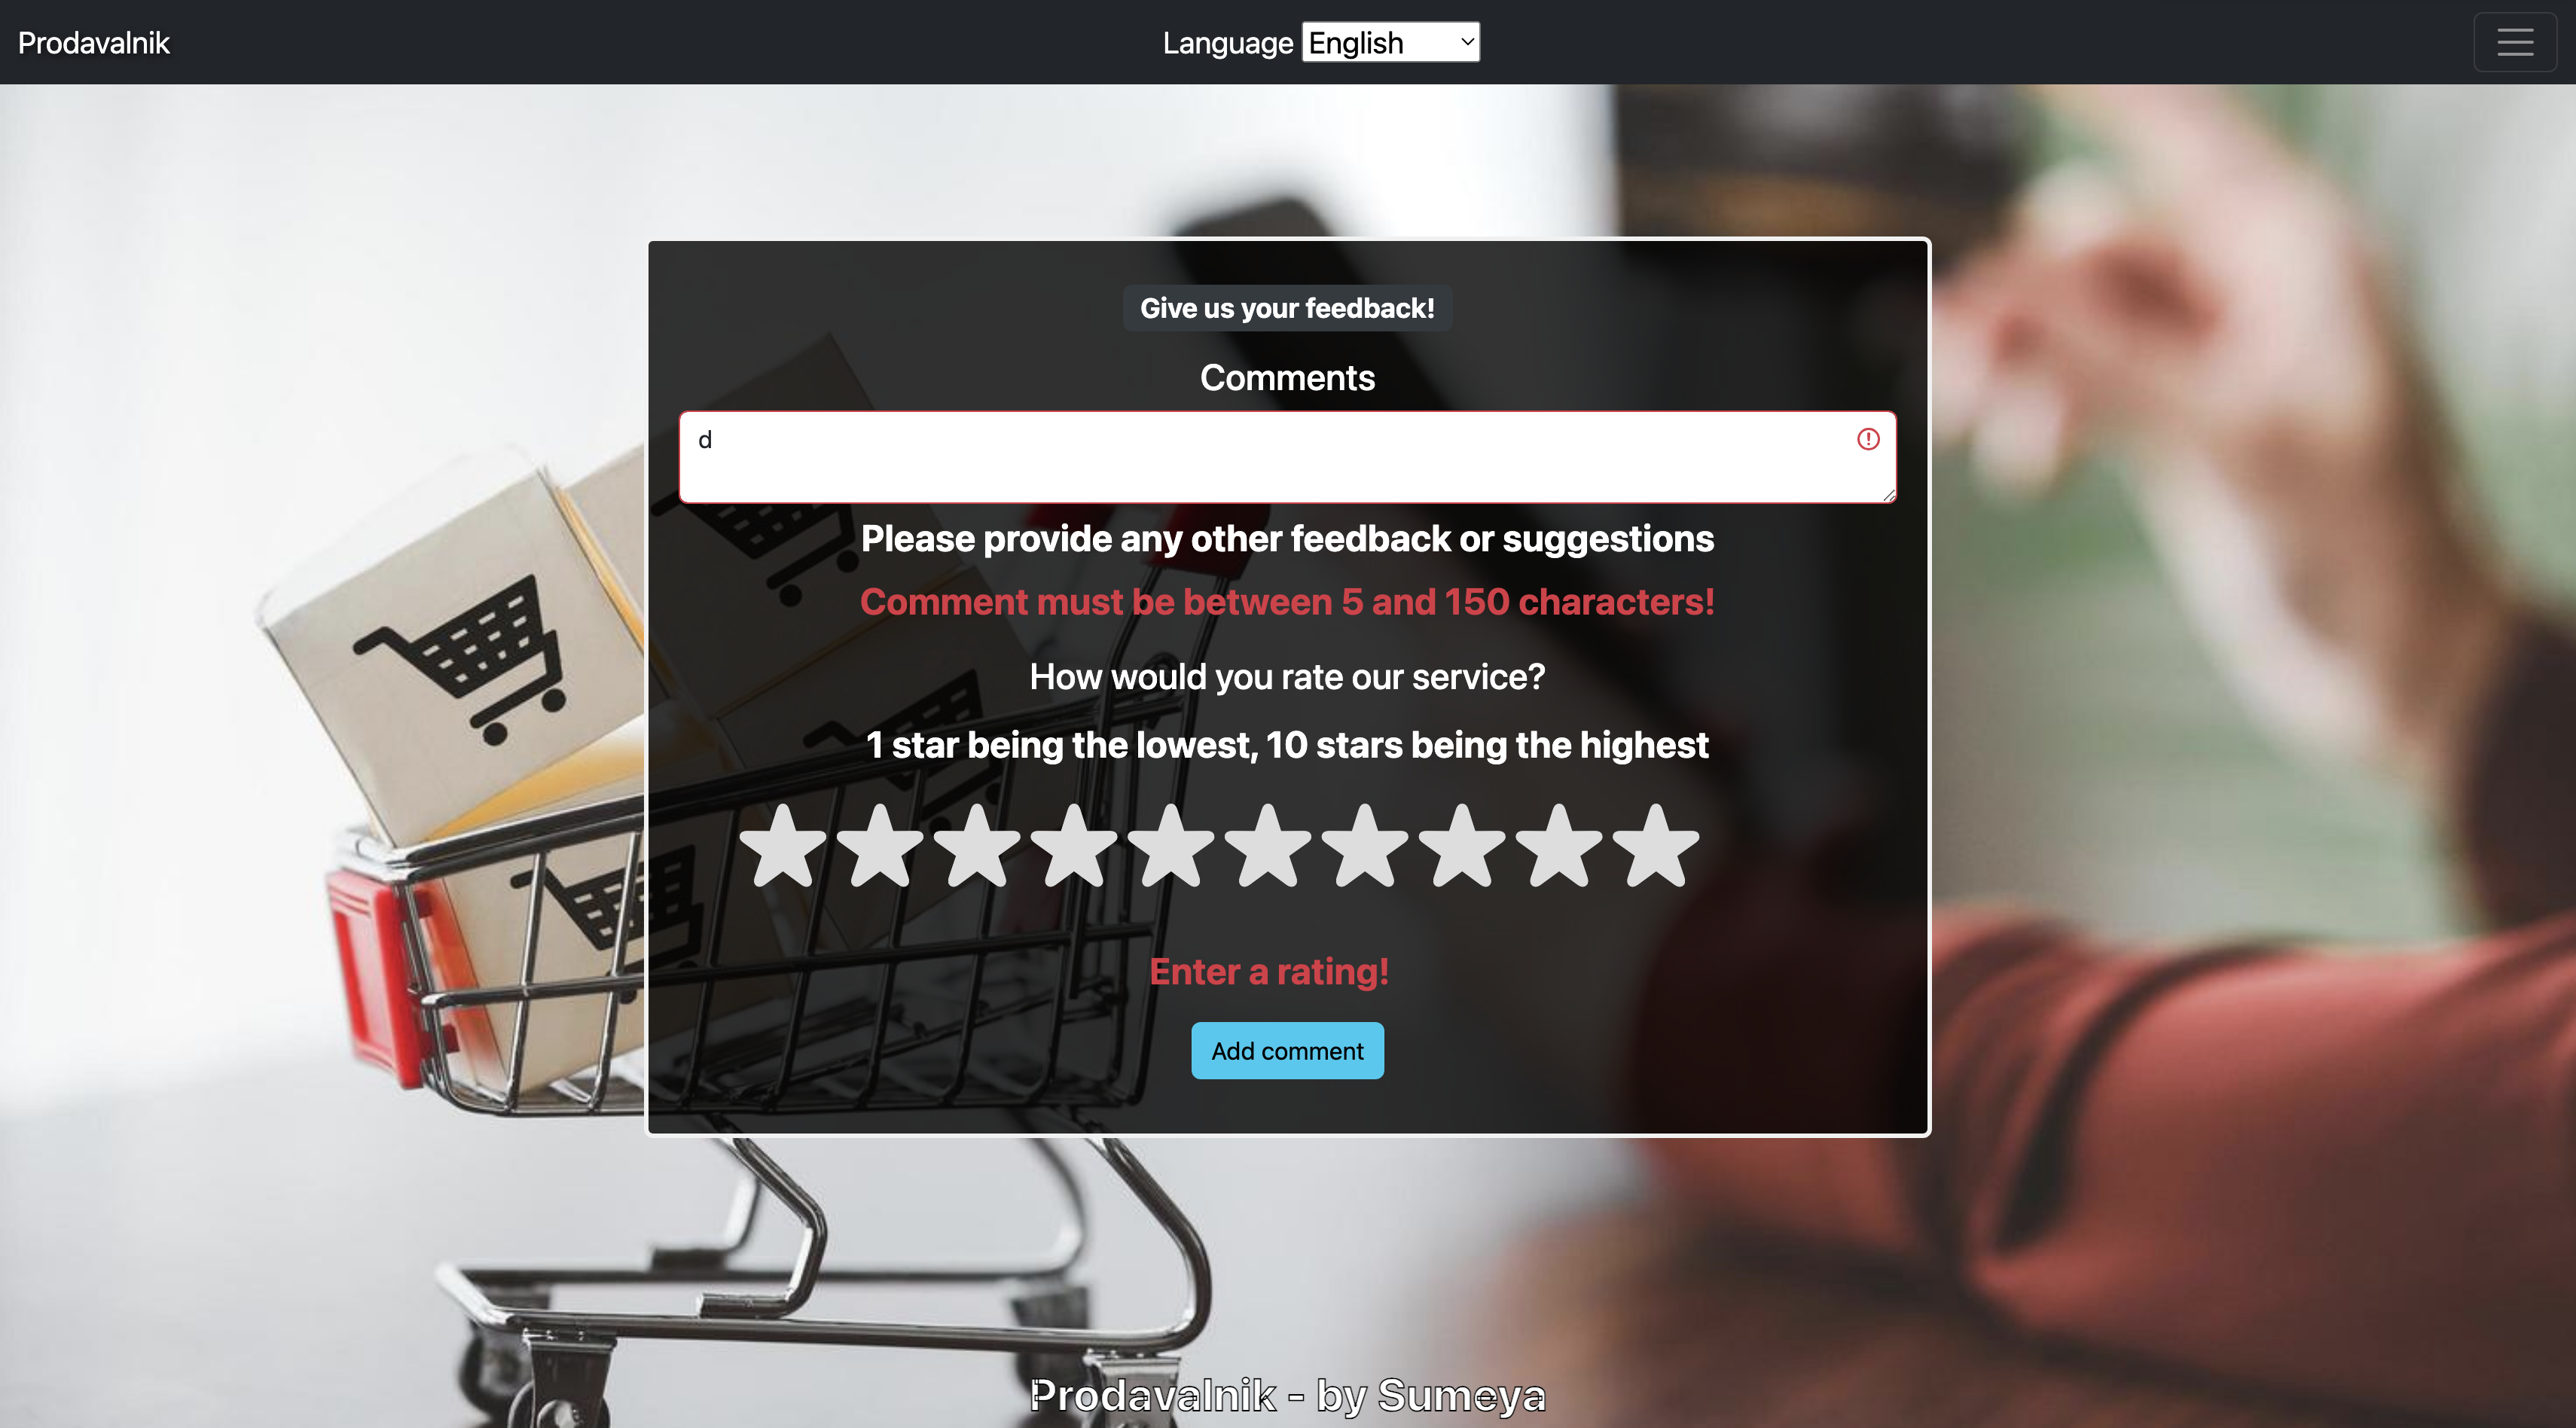 Prodavalnik
Language English
Give us your feedback!
Comments
d
Please provide any other feedback or suggestions
Comment must be between 5 and 150 characters!
How would you rate our service?
1 star being the lowest, 10 stars being the highest
Enter a rating!
Add comment
Prodavalnik - by Sumeya